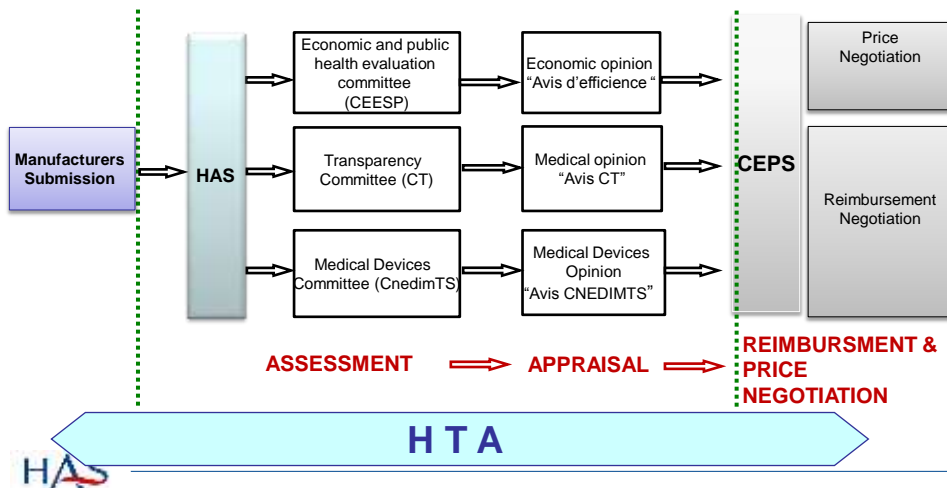 Economic and public
health evaluation
committee
(CEESP)
Economic opinion
“Avis d’efficience “
Price
Negotiation
Manufacturers
Submission
HAS
Transparency
Committee (CT)
Medical opinion
“Avis CT”
CEPS
Reimbursement
Negotiation
Medical Devices
Committee (CnedimTS)
Medical Devices
Opinion
“Avis CNEDIMTS”
ASSESSMENT
APPRAISAL
REIMBURSMENT &
PRICE
NEGOTIATION
H T A
HAS